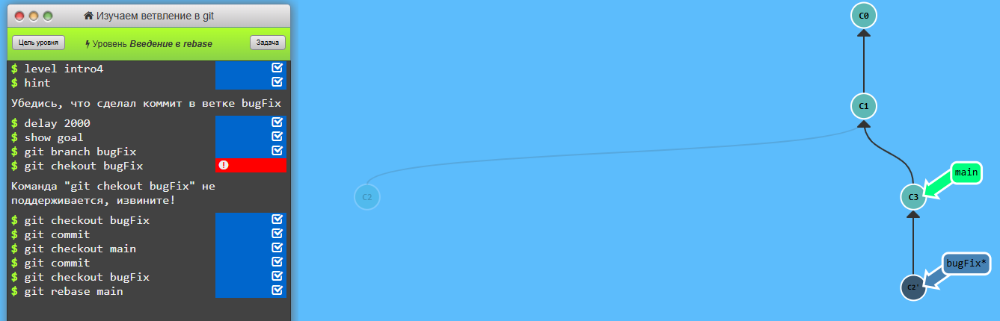 Изучаем ветвление в git
Цель уровня
Уровень Введение в rebase
Задача
$ level intro4
$ hint
Убедись, что сделал коммит в ветке bugFix
$ delay 2000
$ show goal
$ git branch bugFix
$ git chekout bugFix
Команда "git chekout bugFix" не
поддерживается, извините!
$ git checkout bugFix
$ git commit
$ git checkout main
$ git commit
$ git checkout bugFix
$ git rebase main
C0
C1
main
C2
C3
bugFix*
C2'